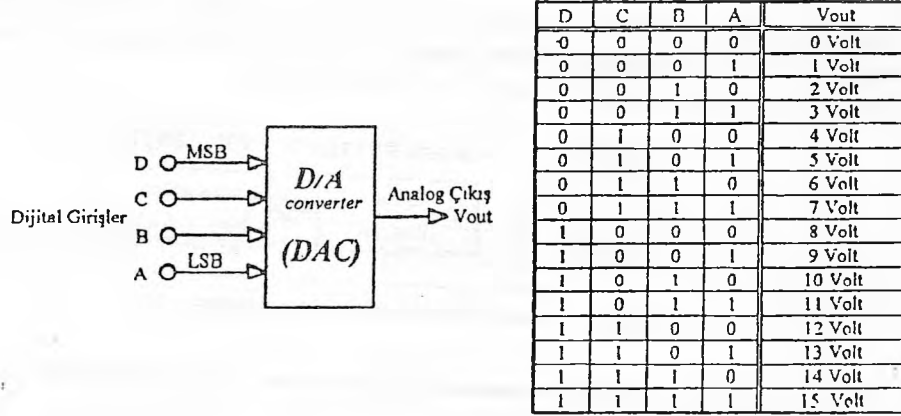 D MSB
C
Dijital Girişler
B
A LSB
D/A
converter
(DAC)
Analog Çıkış
Vout
D C B A Vout
0 0 0 0 0 Volt
0 0 0 1 1 Volt
0 0 1 0 2 Volt
0 0 1 1 3 Volt
0 1 0 0 4 Volt
0 1 0 1 5 Volt
0 1 1 0 6 Volt
0 1 1 1 7 Volt
1 0 0 0 8 Volt
1 0 0 1 9 Volt
1 0 1 0 10 Volt
1 0 1 1 11 Volt
1 1 0 0 12 Volt
1 1 0 1 13 Volt
1 1 1 0 14 Volt
1 1 1 1 15 Volt